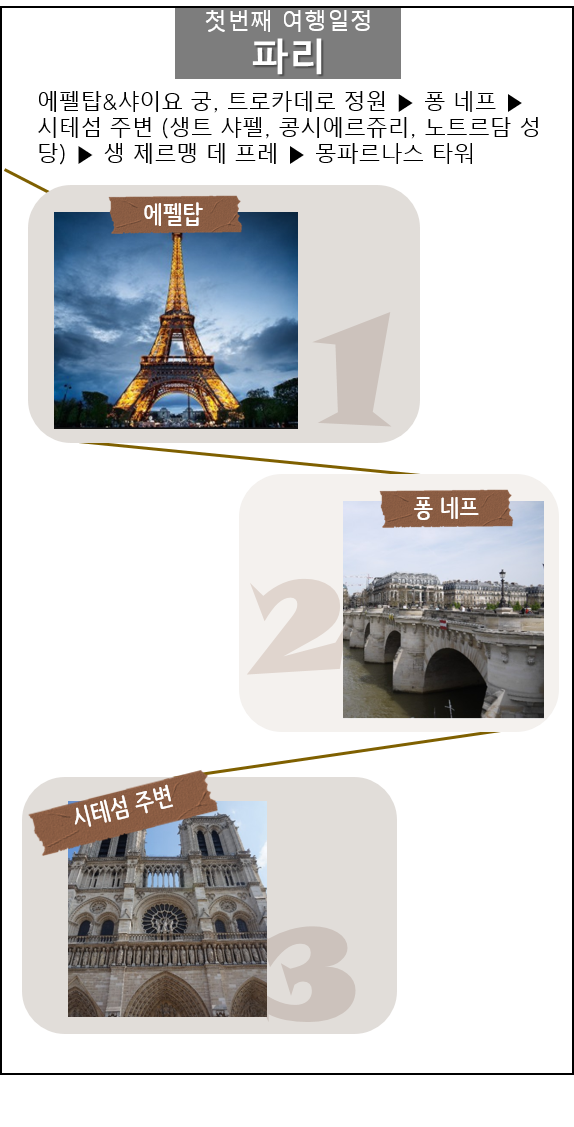 첫번째 여행일정
파리
에펠탑&샤이요 궁, 트로카데로 정원 ▶ 퐁 네프 ▶
시테섬 주변 (생트 샤펠, 콩시에르쥬리, 노트르담 성
당) ▶ 생 제르맹 데 프레 ▶ 몽파르나스 타워
에펠탑
1
퐁 네프
2
시테섬 주변
3